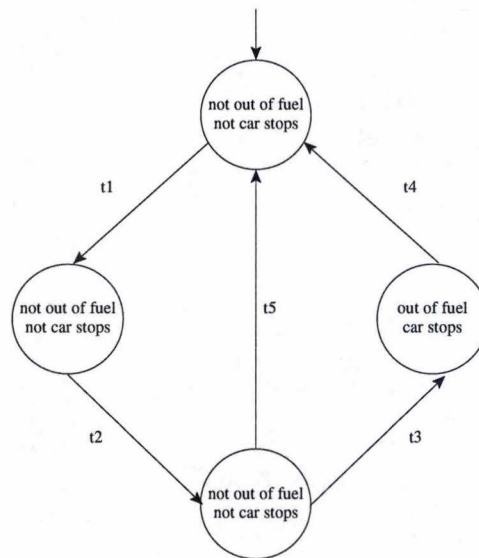 not out of fuel
not car stops
t1
t4
not out of fuel
not car stops
t5
out of fuel
car stops
t2
t3
not out of fuel
not car stops